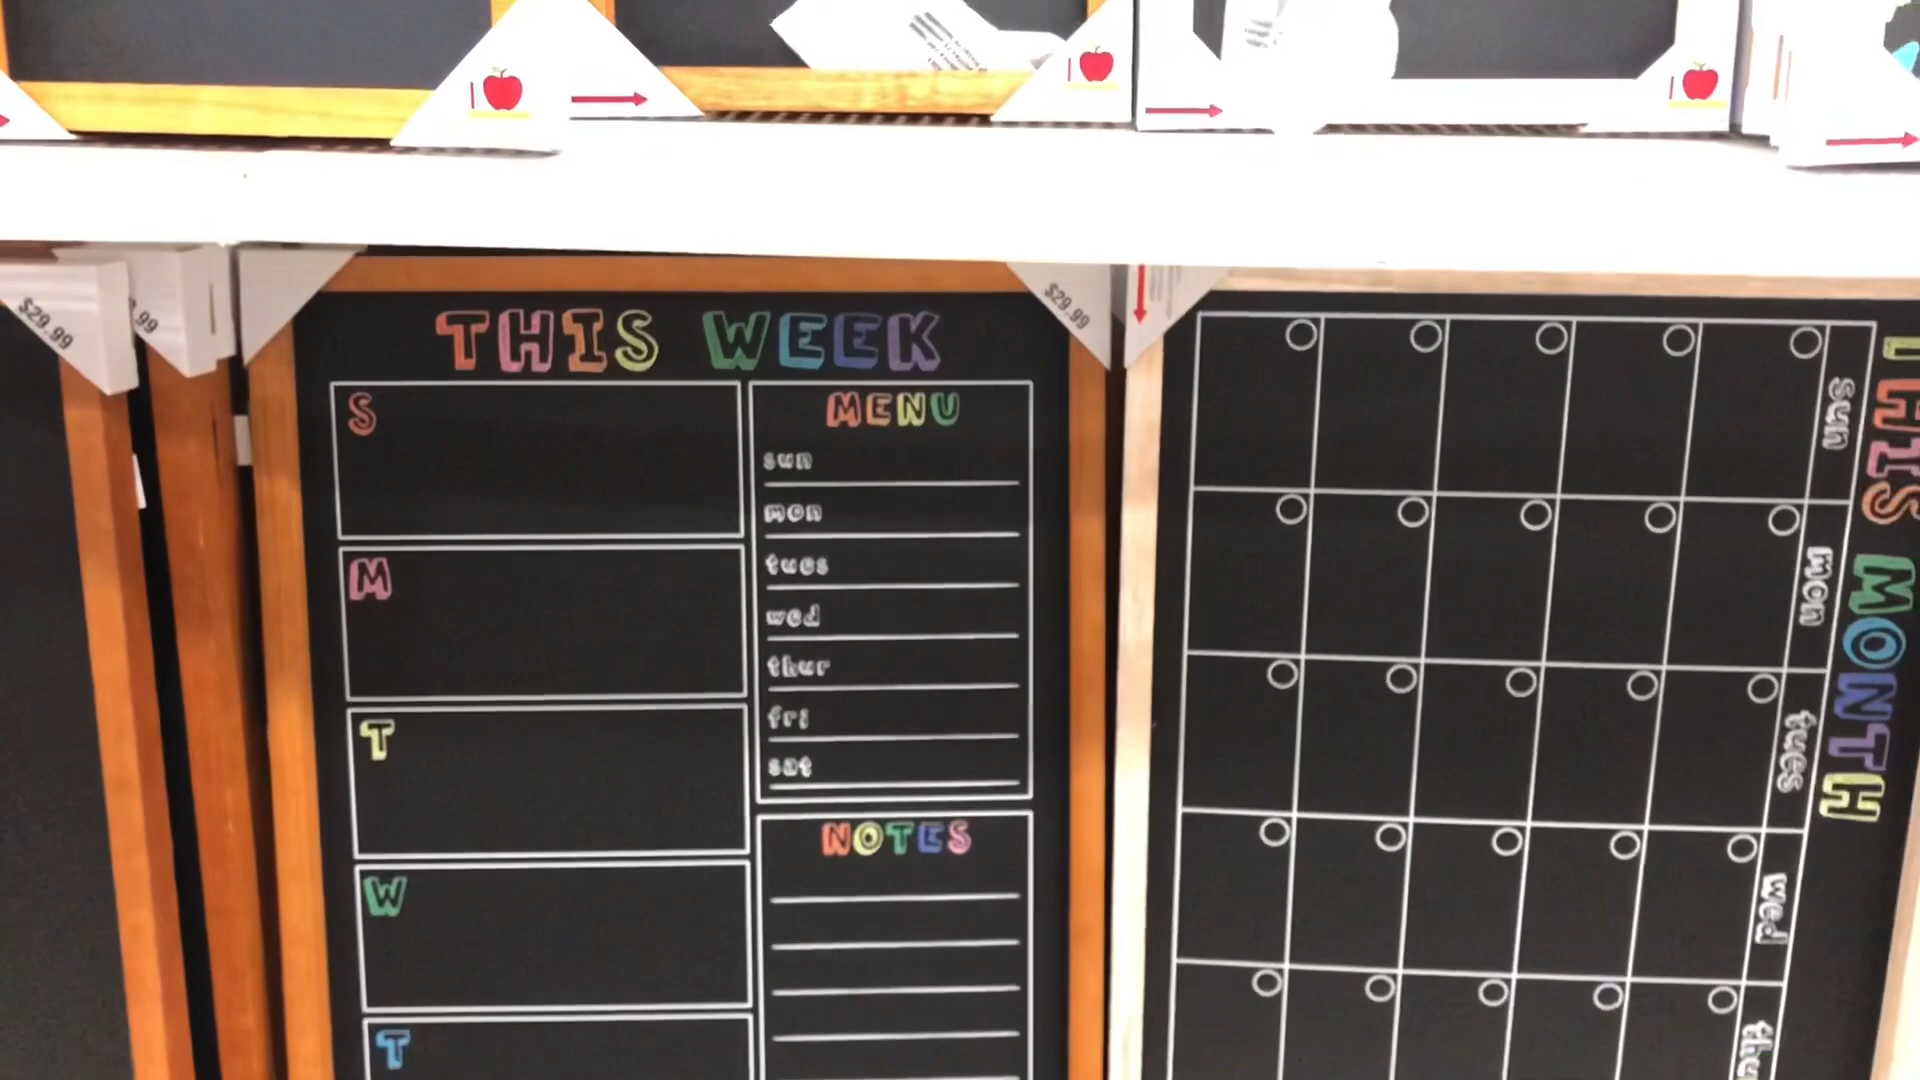 $29.99
.99
$29.99
THIS WEEK
S
M
T
W
T
MENU
sun
mon
tues
wed
thur
fri
sat
NOTES
THIS MONTH
sun
mon
tues
wed